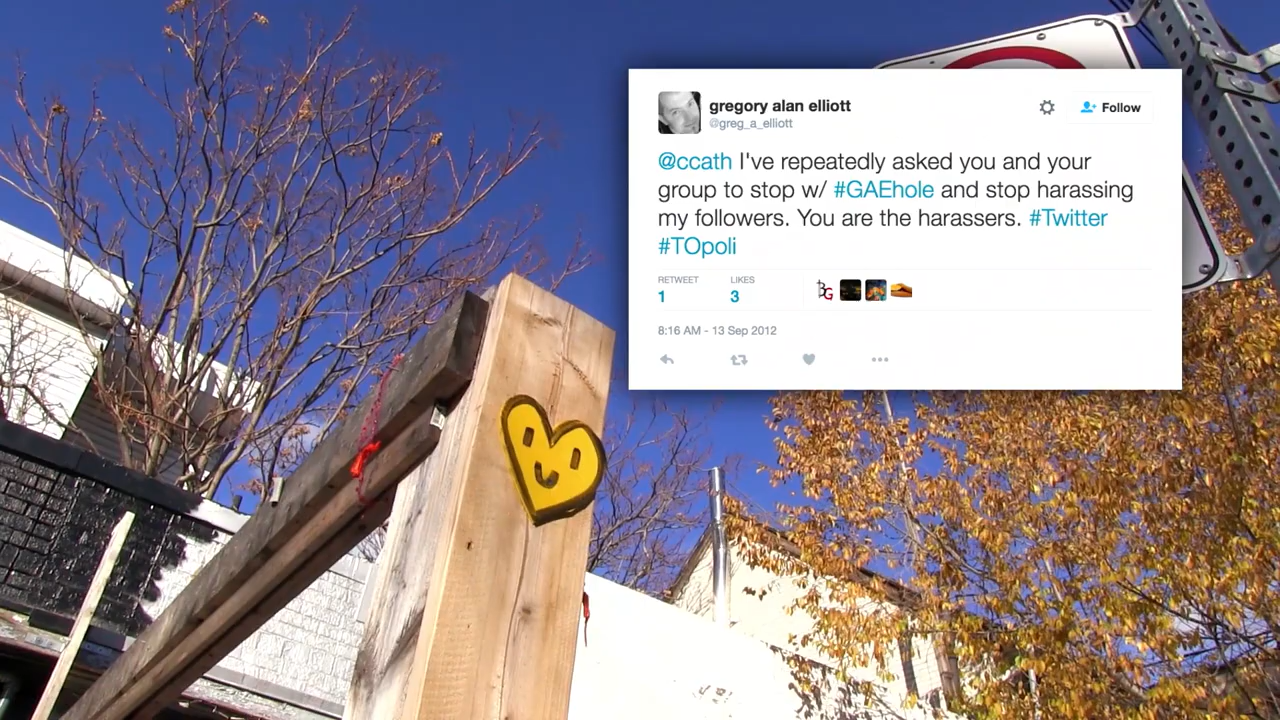 gregory alan elliott
@greg_a_elliott
Follow
@ccath I've repeatedly asked you and your
group to stop w/ #GAEhole and stop harassing
my followers. You are the harassers. #Twitter
#TOpoli
RETWEET
LIKES
1
3
8:16 AM - 13 Sep 2012